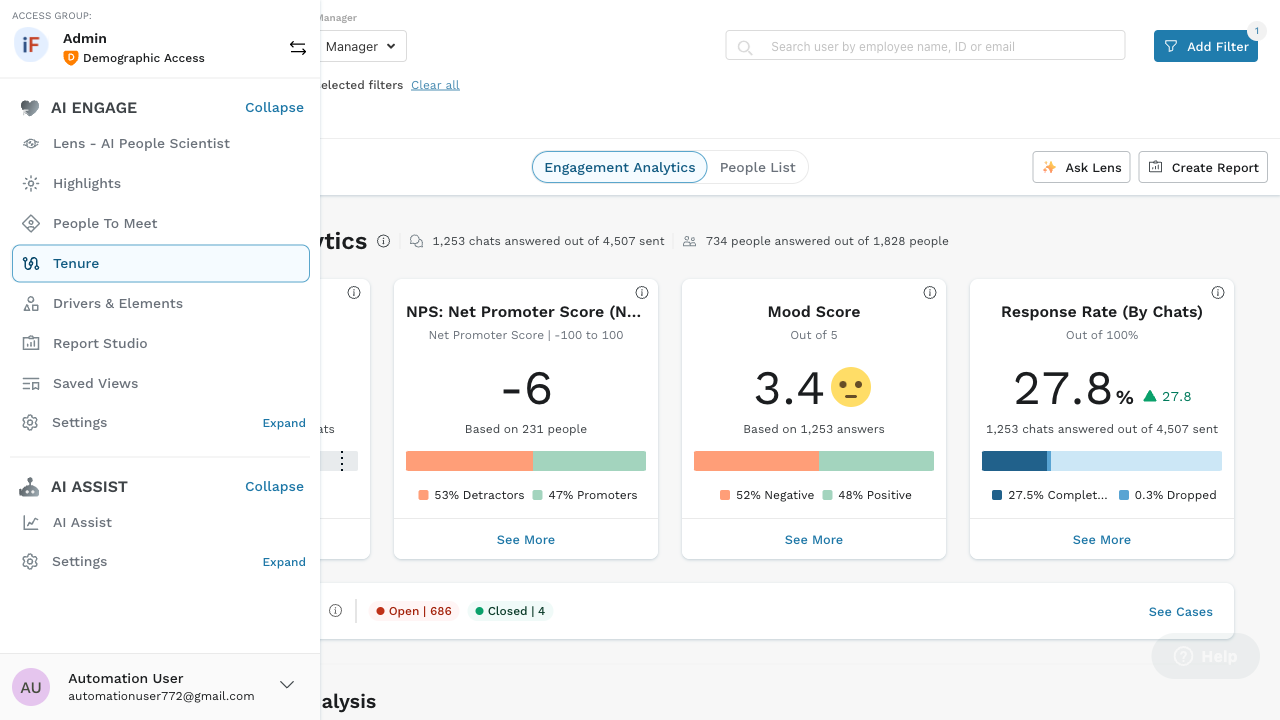 ACCESS GROUP:
iF
Admin
D Demographic Access
AI ENGAGE
Collapse
Lens - AI People Scientist
Highlights
People To Meet
Tenure
Drivers & Elements
Report Studio
Saved Views
Settings
Expand
AI ASSIST
Collapse
AI Assist
Settings
Expand
AU
Automation User
automationuser772@gmail.com
Manager
Manager
Search user by employee name, ID or email
Add Filter
1
elected filters
Clear all
Engagement Analytics
People List
Ask Lens
Create Report
ytics
1,253 chats answered out of 4,507 sent
734 people answered out of 1,828 people
ats
NPS: Net Promoter Score (N...
Net Promoter Score | -100 to 100
-6
Based on 231 people
53% Detractors
47% Promoters
See More
Mood Score
Out of 5
3.4
Based on 1,253 answers
52% Negative
48% Positive
See More
Response Rate (By Chats)
Out of 100%
27.8%
27.8
1,253 chats answered out of 4,507 sent
27.5% Complet...
0.3% Dropped
See More
Open | 686
Closed | 4
See Cases
Help
alysis